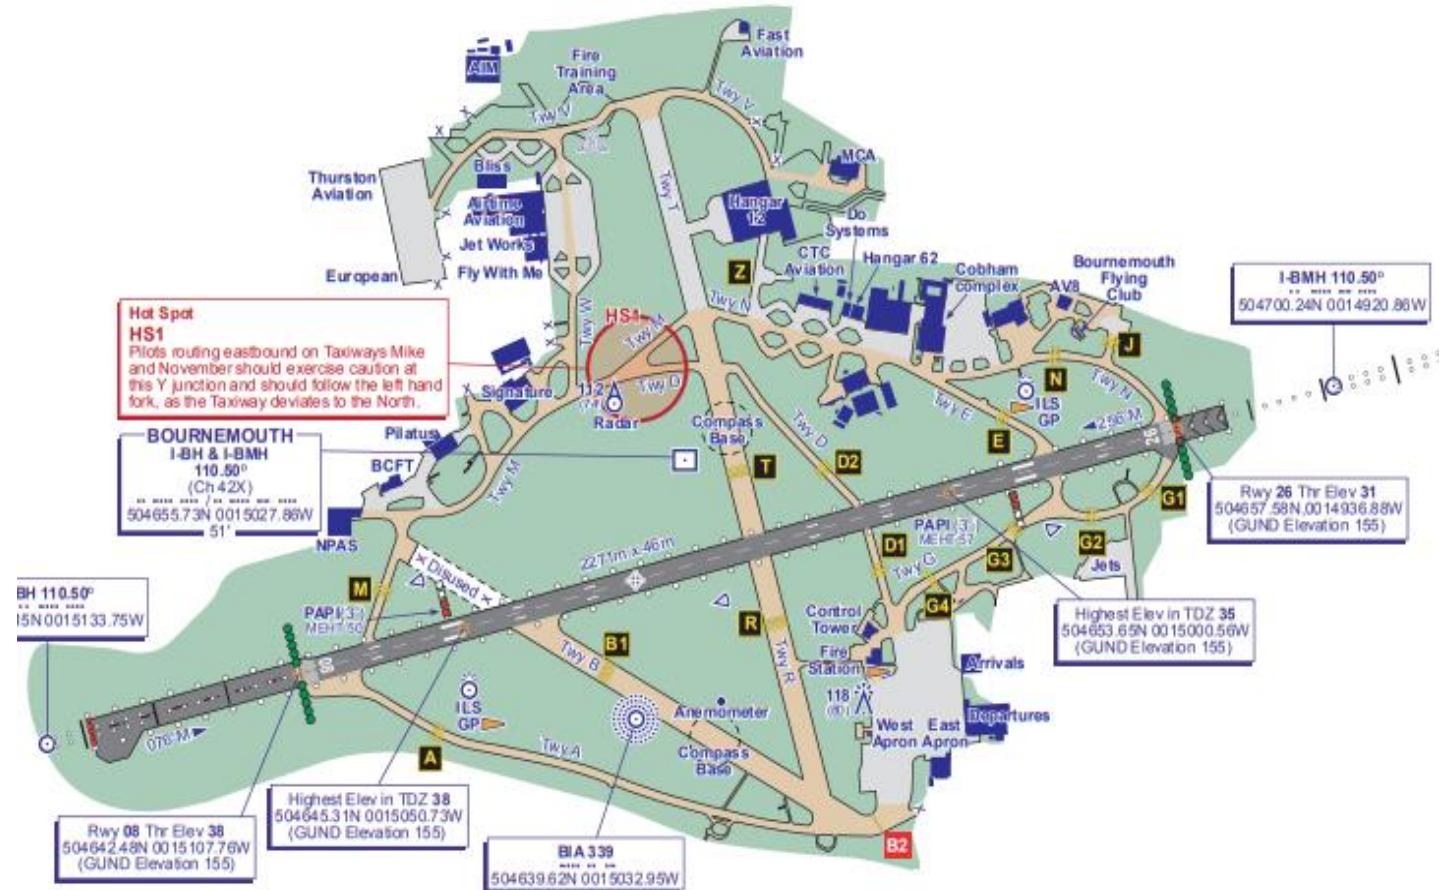 Fast
Aviation
AIM
Fire
Training
Area
Twy V
Twy V
MCA
Thurston
Aviation
Bliss
Airtime
Aviation
Jet Works
Fly With Me
European
Twy T
Hangar
12
Do
Systems
CTC
Aviation
Hangar 62
Cobham
complex
Bournemouth
Flying
Club
AV8
Z
Twy N
I-BMH 110.50°
504700.24N 0014920.86W
Hot Spot
HS1
Pilots routing eastbound on Taxiways Mike
and November should exercise caution at
this Y junction and should follow the left hand
fork, as the Taxiway deviates to the North.
HS1
Twy W
Twy M
Twy D
112
Radar
Signature
J
N
Twy N
ILS
GP
Twy E
E
256°M
26
BOURNEMOUTH
I-BH & I-BMH
110.50°
(Ch 42X)
504655.73N 0015027.86W
51'
Pilatus
BCFT
Twy M
NPAS
Compass
Base
Twy D
T
D2
G1
Rwy 26 Thr Elev 31
504657.58N,0014936.88W
(GUND Elevation 155)
PAPI (3°)
MEHT 57
2271m x 46m
D1
Twy G
G3
G2
Jets
G4
M
Disused
PAPI (3°)
MEHT 50
BH 110.50°
15N 0015133.75W
08
Twy B
B1
R
Twy R
Control
Tower
Fire
Station
Arrivals
Highest Elev in TDZ 35
504653.65N 0015000.56W
(GUND Elevation 155)
118
(80)
Departures
West
Apron
East
Apron
ILS
GP
Anemometer
Compass
Base
076°M
A
Twy A
Highest Elev in TDZ 38
504645.31N 0015050.73W
(GUND Elevation 155)
Rwy 08 Thr Elev 38
504642.48N 0015107.76W
(GUND Elevation 155)
BIA 339
504639.62N 0015032.95W
B2